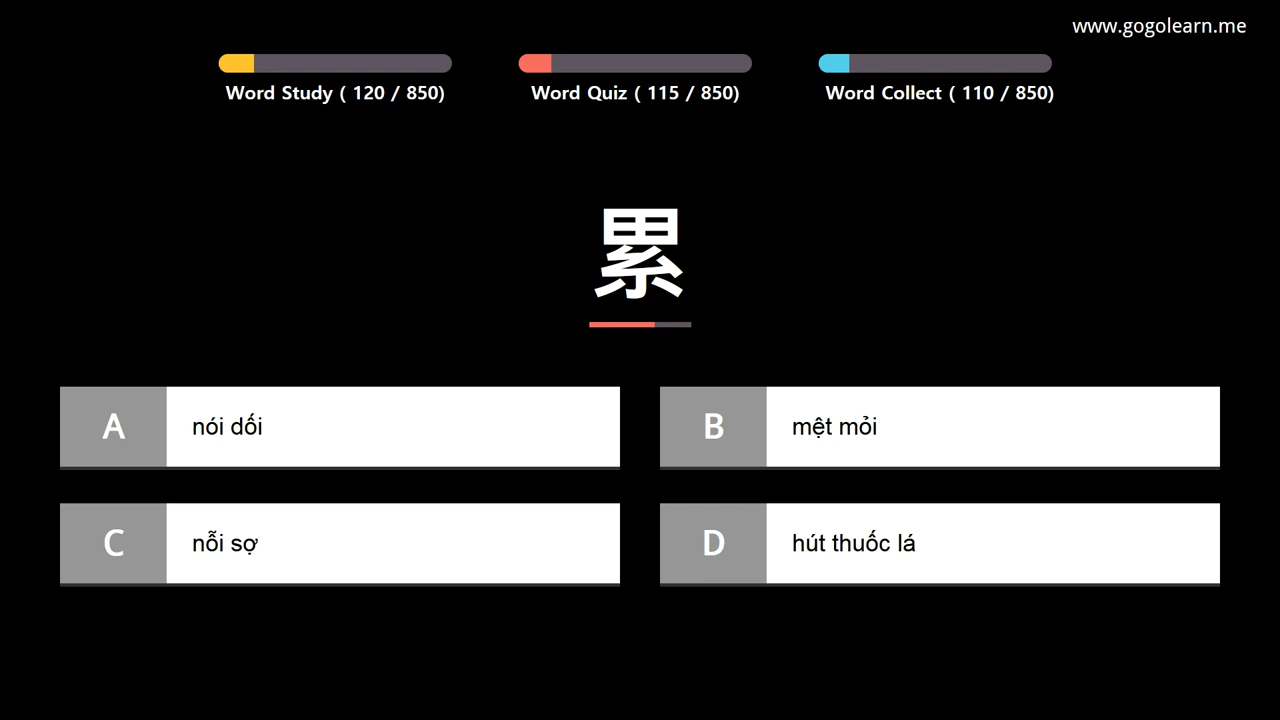 www.gogolearn.me
Word Study ( 120 / 850)
Word Quiz ( 115 / 850)
Word Collect ( 110 / 850)
累
A nói dối
B mệt mỏi
C nỗi sợ
D hút thuốc lá